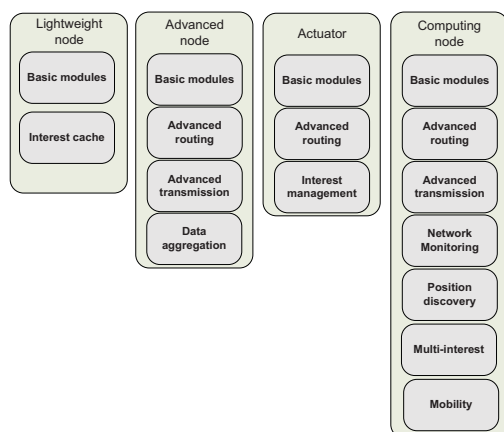 Lightweight
node
Basic modules
Interest cache
Advanced
node
Basic modules
Advanced
routing
Advanced
transmission
Data
aggregation
Actuator
Basic modules
Advanced
routing
Interest
management
Computing
node
Basic modules
Advanced
routing
Advanced
transmission
Network
Monitoring
Position
discovery
Multi-interest
Mobility